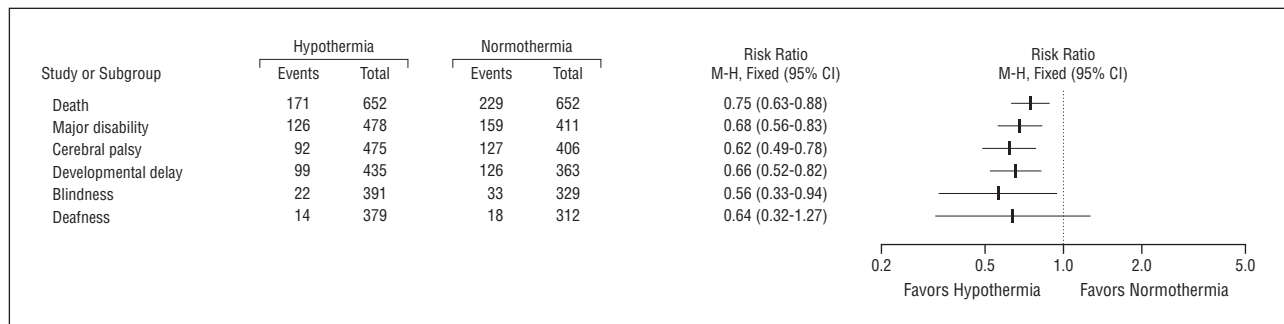 Hypothermia Normothermia Risk Ratio Risk Ratio
Study or Subgroup Events Total Events Total M-H, Fixed (95% CI) M-H, Fixed (95% CI)
Death 171 652 229 652 0.75 (0.63-0.88)
Major disability 126 478 159 411 0.68 (0.56-0.83)
Cerebral palsy 92 475 127 406 0.62 (0.49-0.78)
Developmental delay 99 435 126 363 0.66 (0.52-0.82)
Blindness 22 391 33 329 0.56 (0.33-0.94)
Deafness 14 379 18 312 0.64 (0.32-1.27)
0.2 0.5 1.0 2.0 5.0
Favors Hypothermia Favors Normothermia